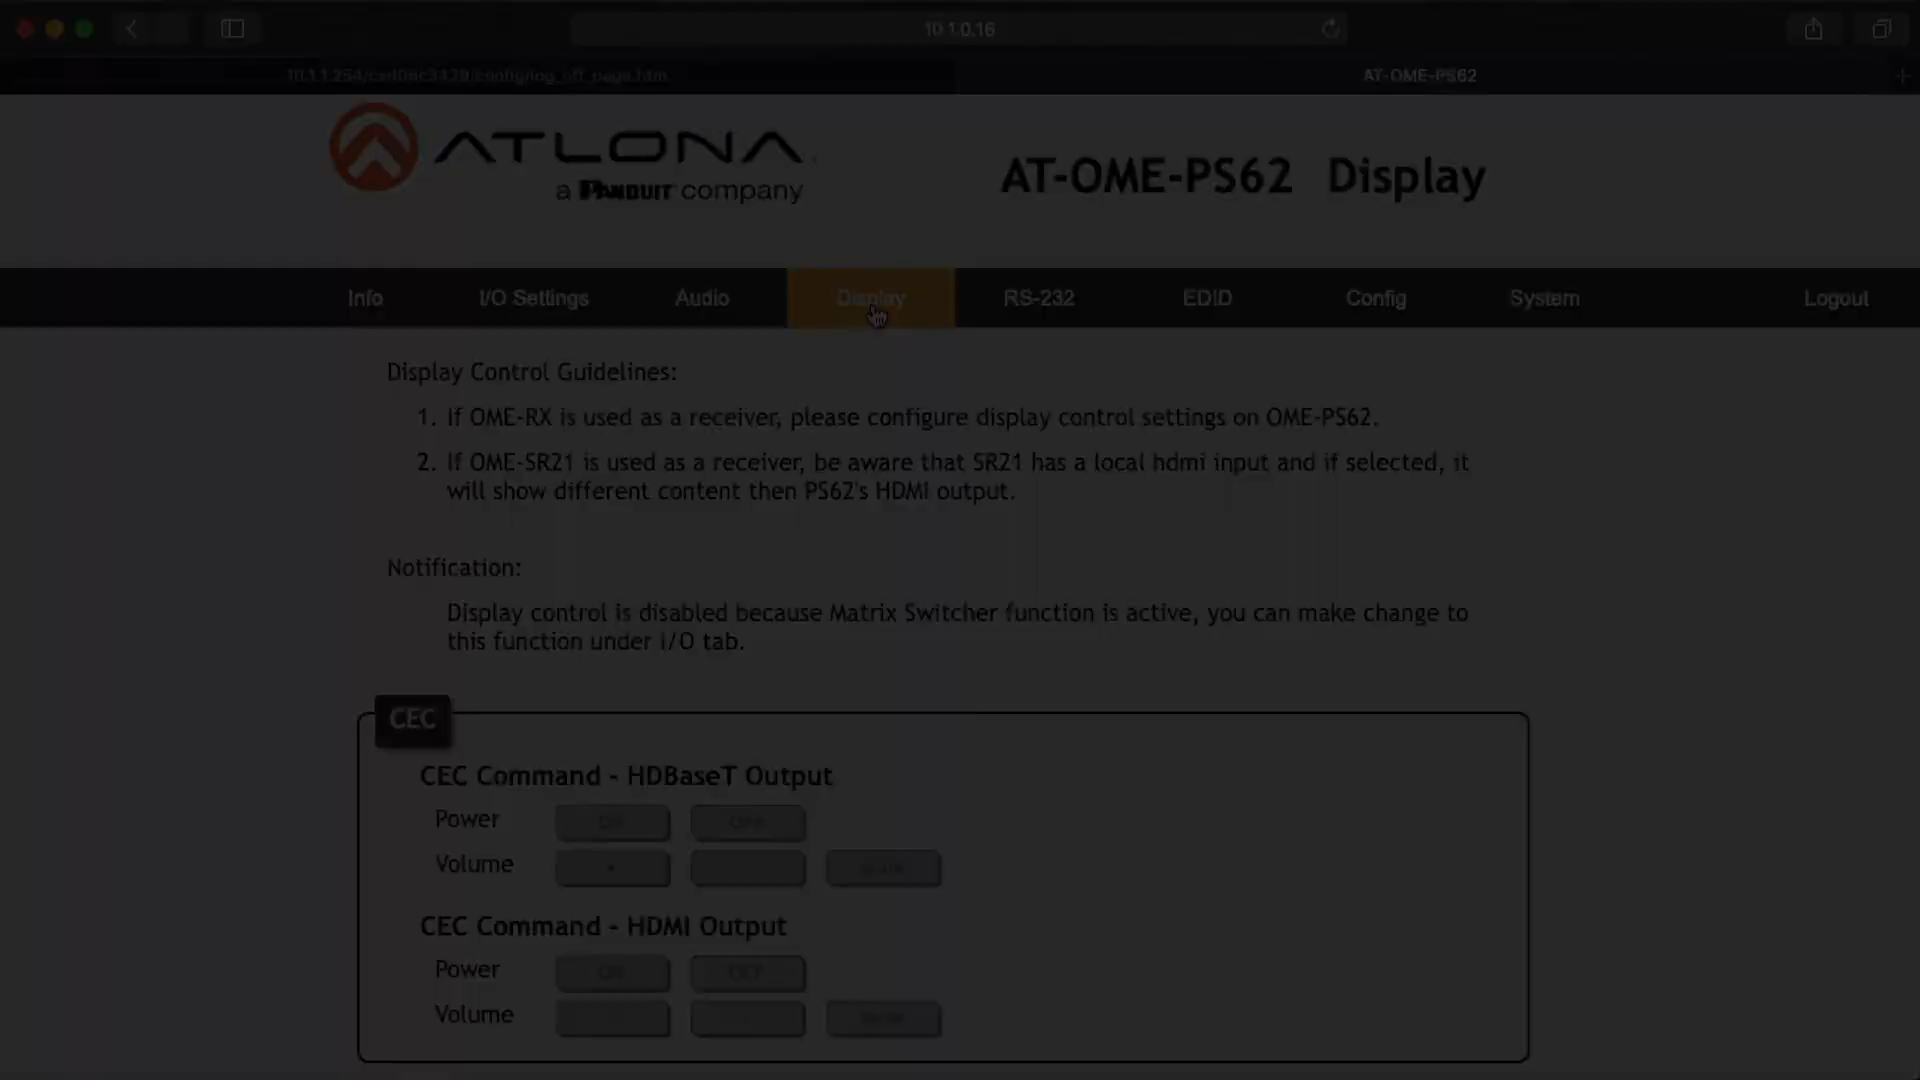 10.1.0.16
AT-OME-PS62
ATLONA
a PANDUIT company
AT-OME-PS62 Display
Info I/O Settings Audio Display RS-232 EDID Config System Logout
Display Control Guidelines:
1. If OME-RX is used as a receiver, please configure display control settings on OME-PS62.
2. If OME-SR21 is used as a receiver, be aware that SR21 has a local hdmi input and if selected, it
will show different content then PS62's HDMI output.
Notification:
Display control is disabled because Matrix Switcher function is active, you can make change to
this function under I/O tab.
CEC
CEC Command - HDBaseT Output
Power
Volume
CEC Command - HDMI Output
Power
Volume